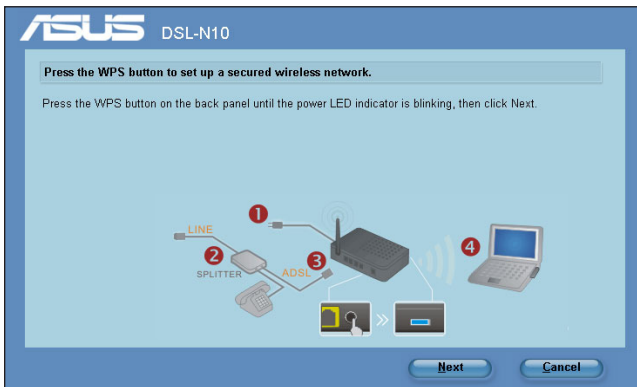 ASUS DSL-N10
Press the WPS button to set up a secured wireless network.
Press the WPS button on the back panel until the power LED indicator is blinking, then click Next.
1
LINE
2
SPLITTER
ADSL
3
4
Next
Cancel